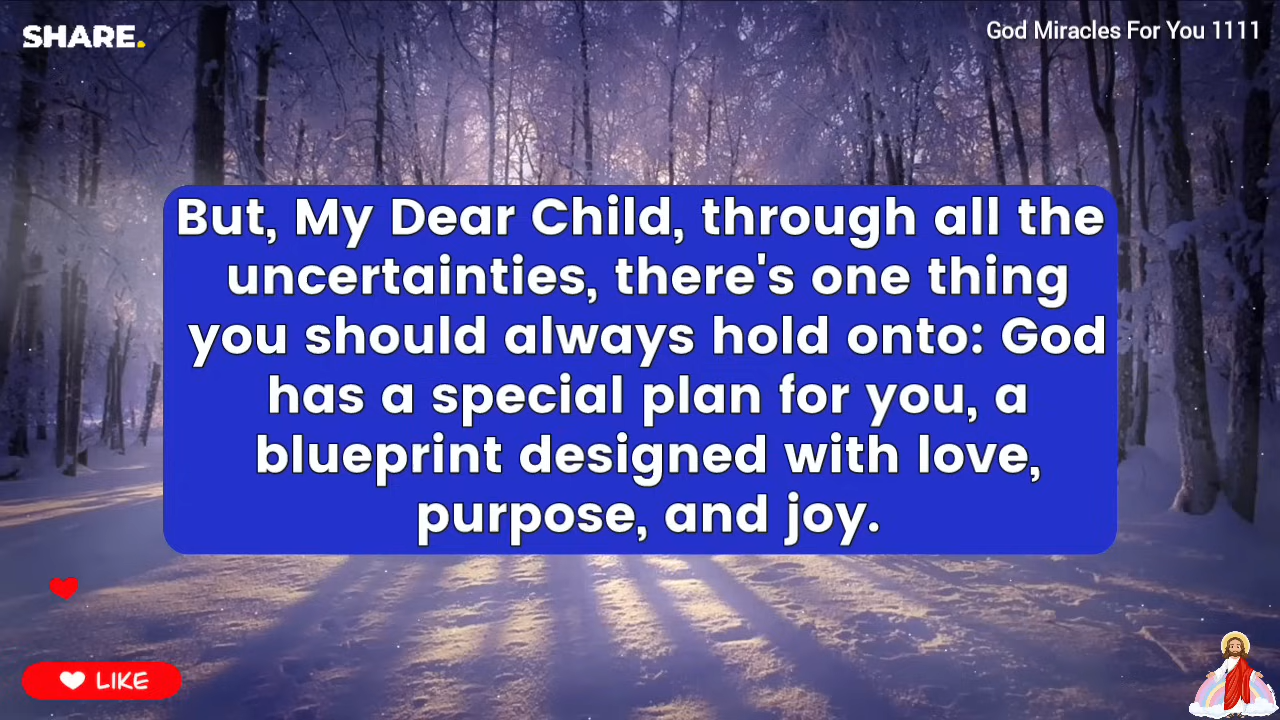 SHARE.
God Miracles For You 1111
But, My Dear Child, through all the
uncertainties, there's one thing
you should always hold onto: God
has a special plan for you, a
blueprint designed with love,
purpose, and joy.
LIKE